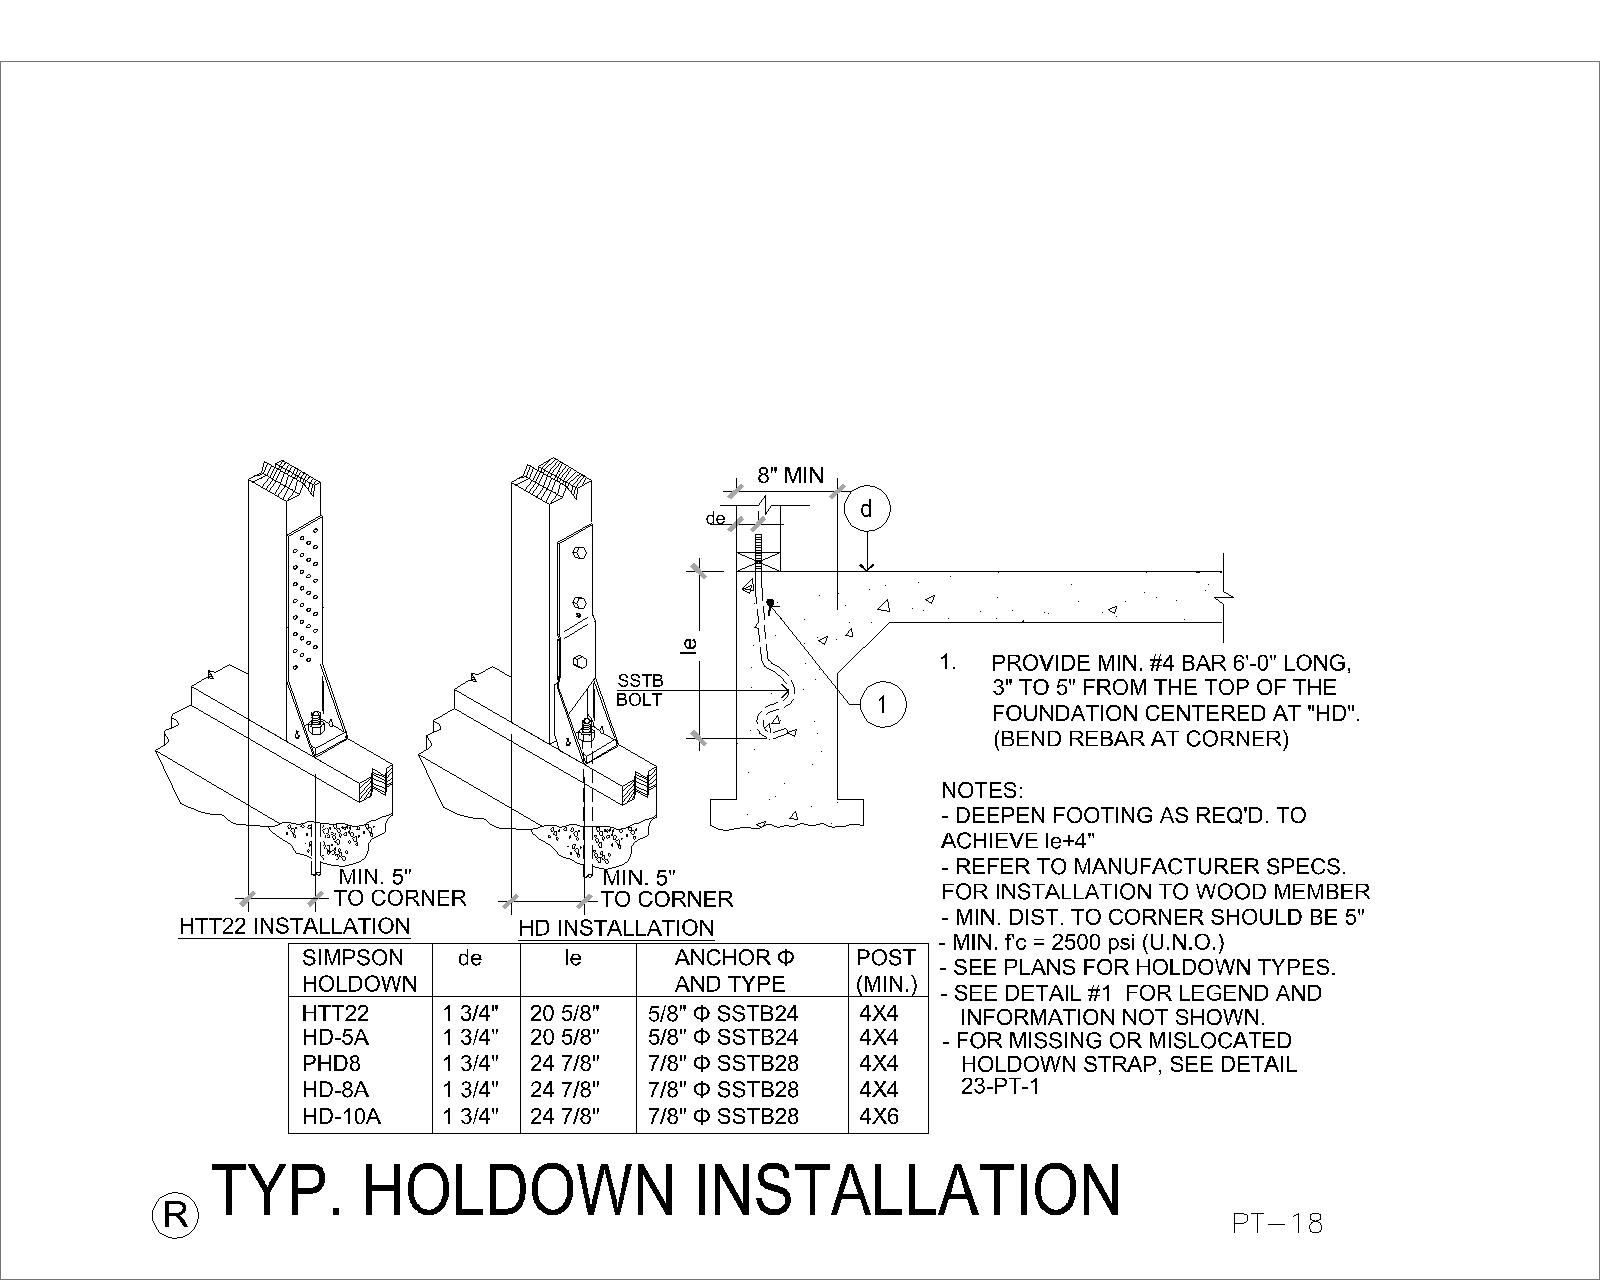 8" MIN
de
d
le
SSTB
BOLT
1
1. PROVIDE MIN. #4 BAR 6'-0" LONG,
3" TO 5" FROM THE TOP OF THE
FOUNDATION CENTERED AT "HD".
(BEND REBAR AT CORNER)
NOTES:
- DEEPEN FOOTING AS REQ'D. TO
ACHIEVE le+4"
- REFER TO MANUFACTURER SPECS.
FOR INSTALLATION TO WOOD MEMBER
- MIN. DIST. TO CORNER SHOULD BE 5"
- MIN. f'c = 2500 psi (U.N.O.)
- SEE PLANS FOR HOLDOWN TYPES.
- SEE DETAIL #1 FOR LEGEND AND
INFORMATION NOT SHOWN.
- FOR MISSING OR MISLOCATED
HOLDOWN STRAP, SEE DETAIL
23-PT-1
MIN. 5"
TO CORNER
HTT22 INSTALLATION
MIN. 5"
TO CORNER
HD INSTALLATION
SIMPSON HOLDOWN de le ANCHOR Φ AND TYPE POST (MIN.)
HTT22 1 3/4" 20 5/8" 5/8" Φ SSTB24 4X4
HD-5A 1 3/4" 20 5/8" 5/8" Φ SSTB24 4X4
PHD8 1 3/4" 24 7/8" 7/8" Φ SSTB28 4X4
HD-8A 1 3/4" 24 7/8" 7/8" Φ SSTB28 4X4
HD-10A 1 3/4" 24 7/8" 7/8" Φ SSTB28 4X6
R TYP. HOLDOWN INSTALLATION
PT-18